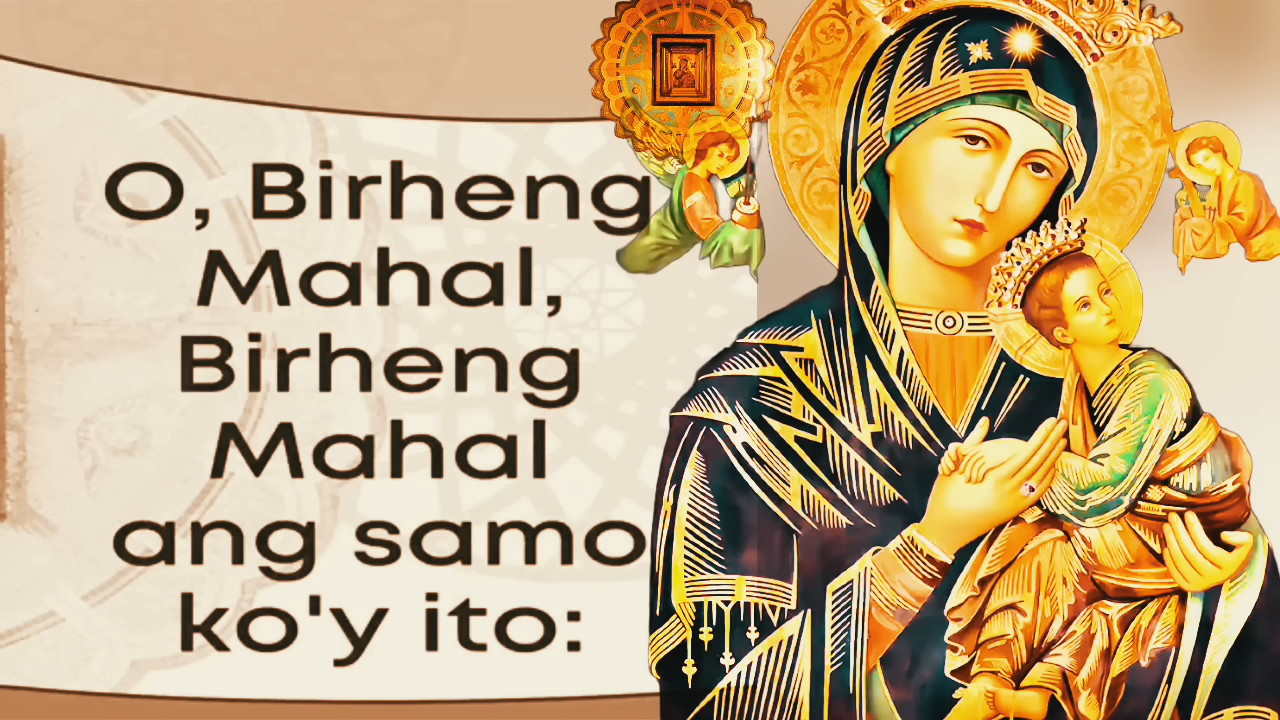 O, Birheng
Mahal,
Birheng
Mahal
ang samo
ko'y ito: